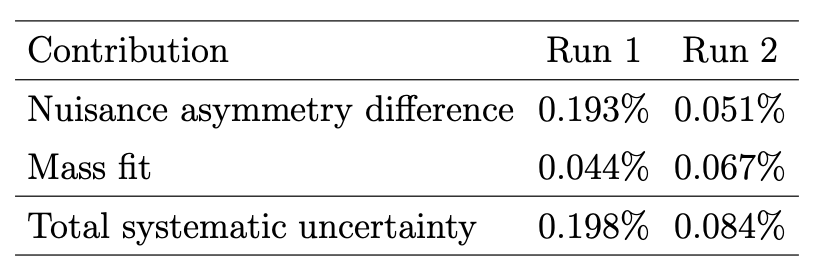 Contribution Run 1 Run 2
Nuisance asymmetry difference 0.193% 0.051%
Mass fit 0.044% 0.067%
Total systematic uncertainty 0.198% 0.084%